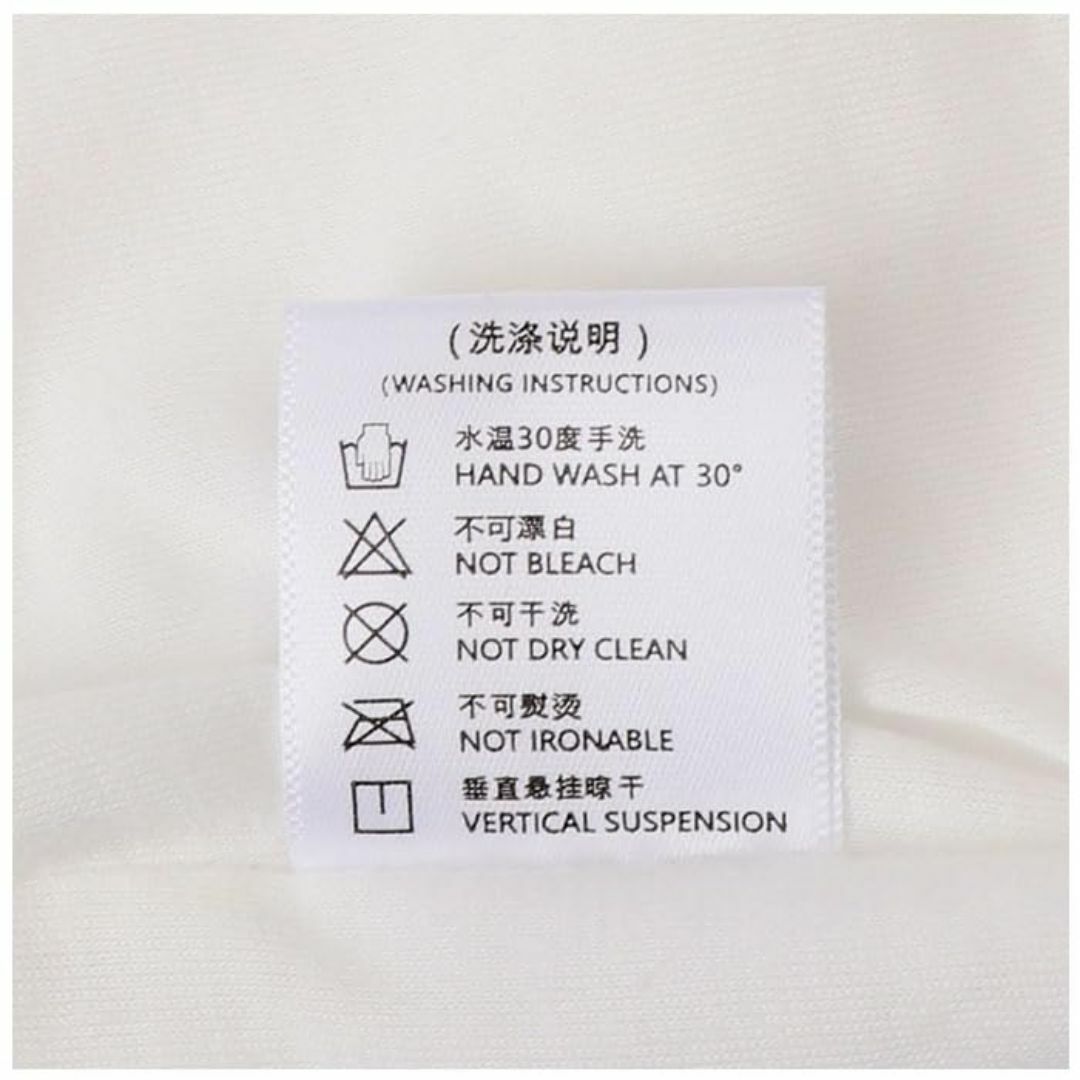 (洗涤说明)
(WASHING INSTRUCTIONS)
水温30度手洗
HAND WASH AT 30°
不可漂白
NOT BLEACH
不可干洗
NOT DRY CLEAN
不可熨烫
NOT IRONABLE
垂直悬挂晾干
VERTICAL SUSPENSION